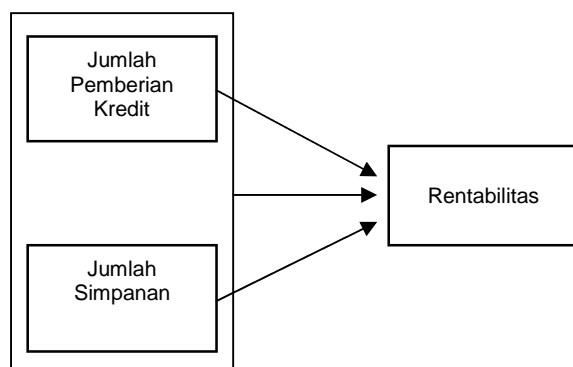 Jumlah
Pemberian
Kredit
Rentabilitas
Jumlah
Simpanan